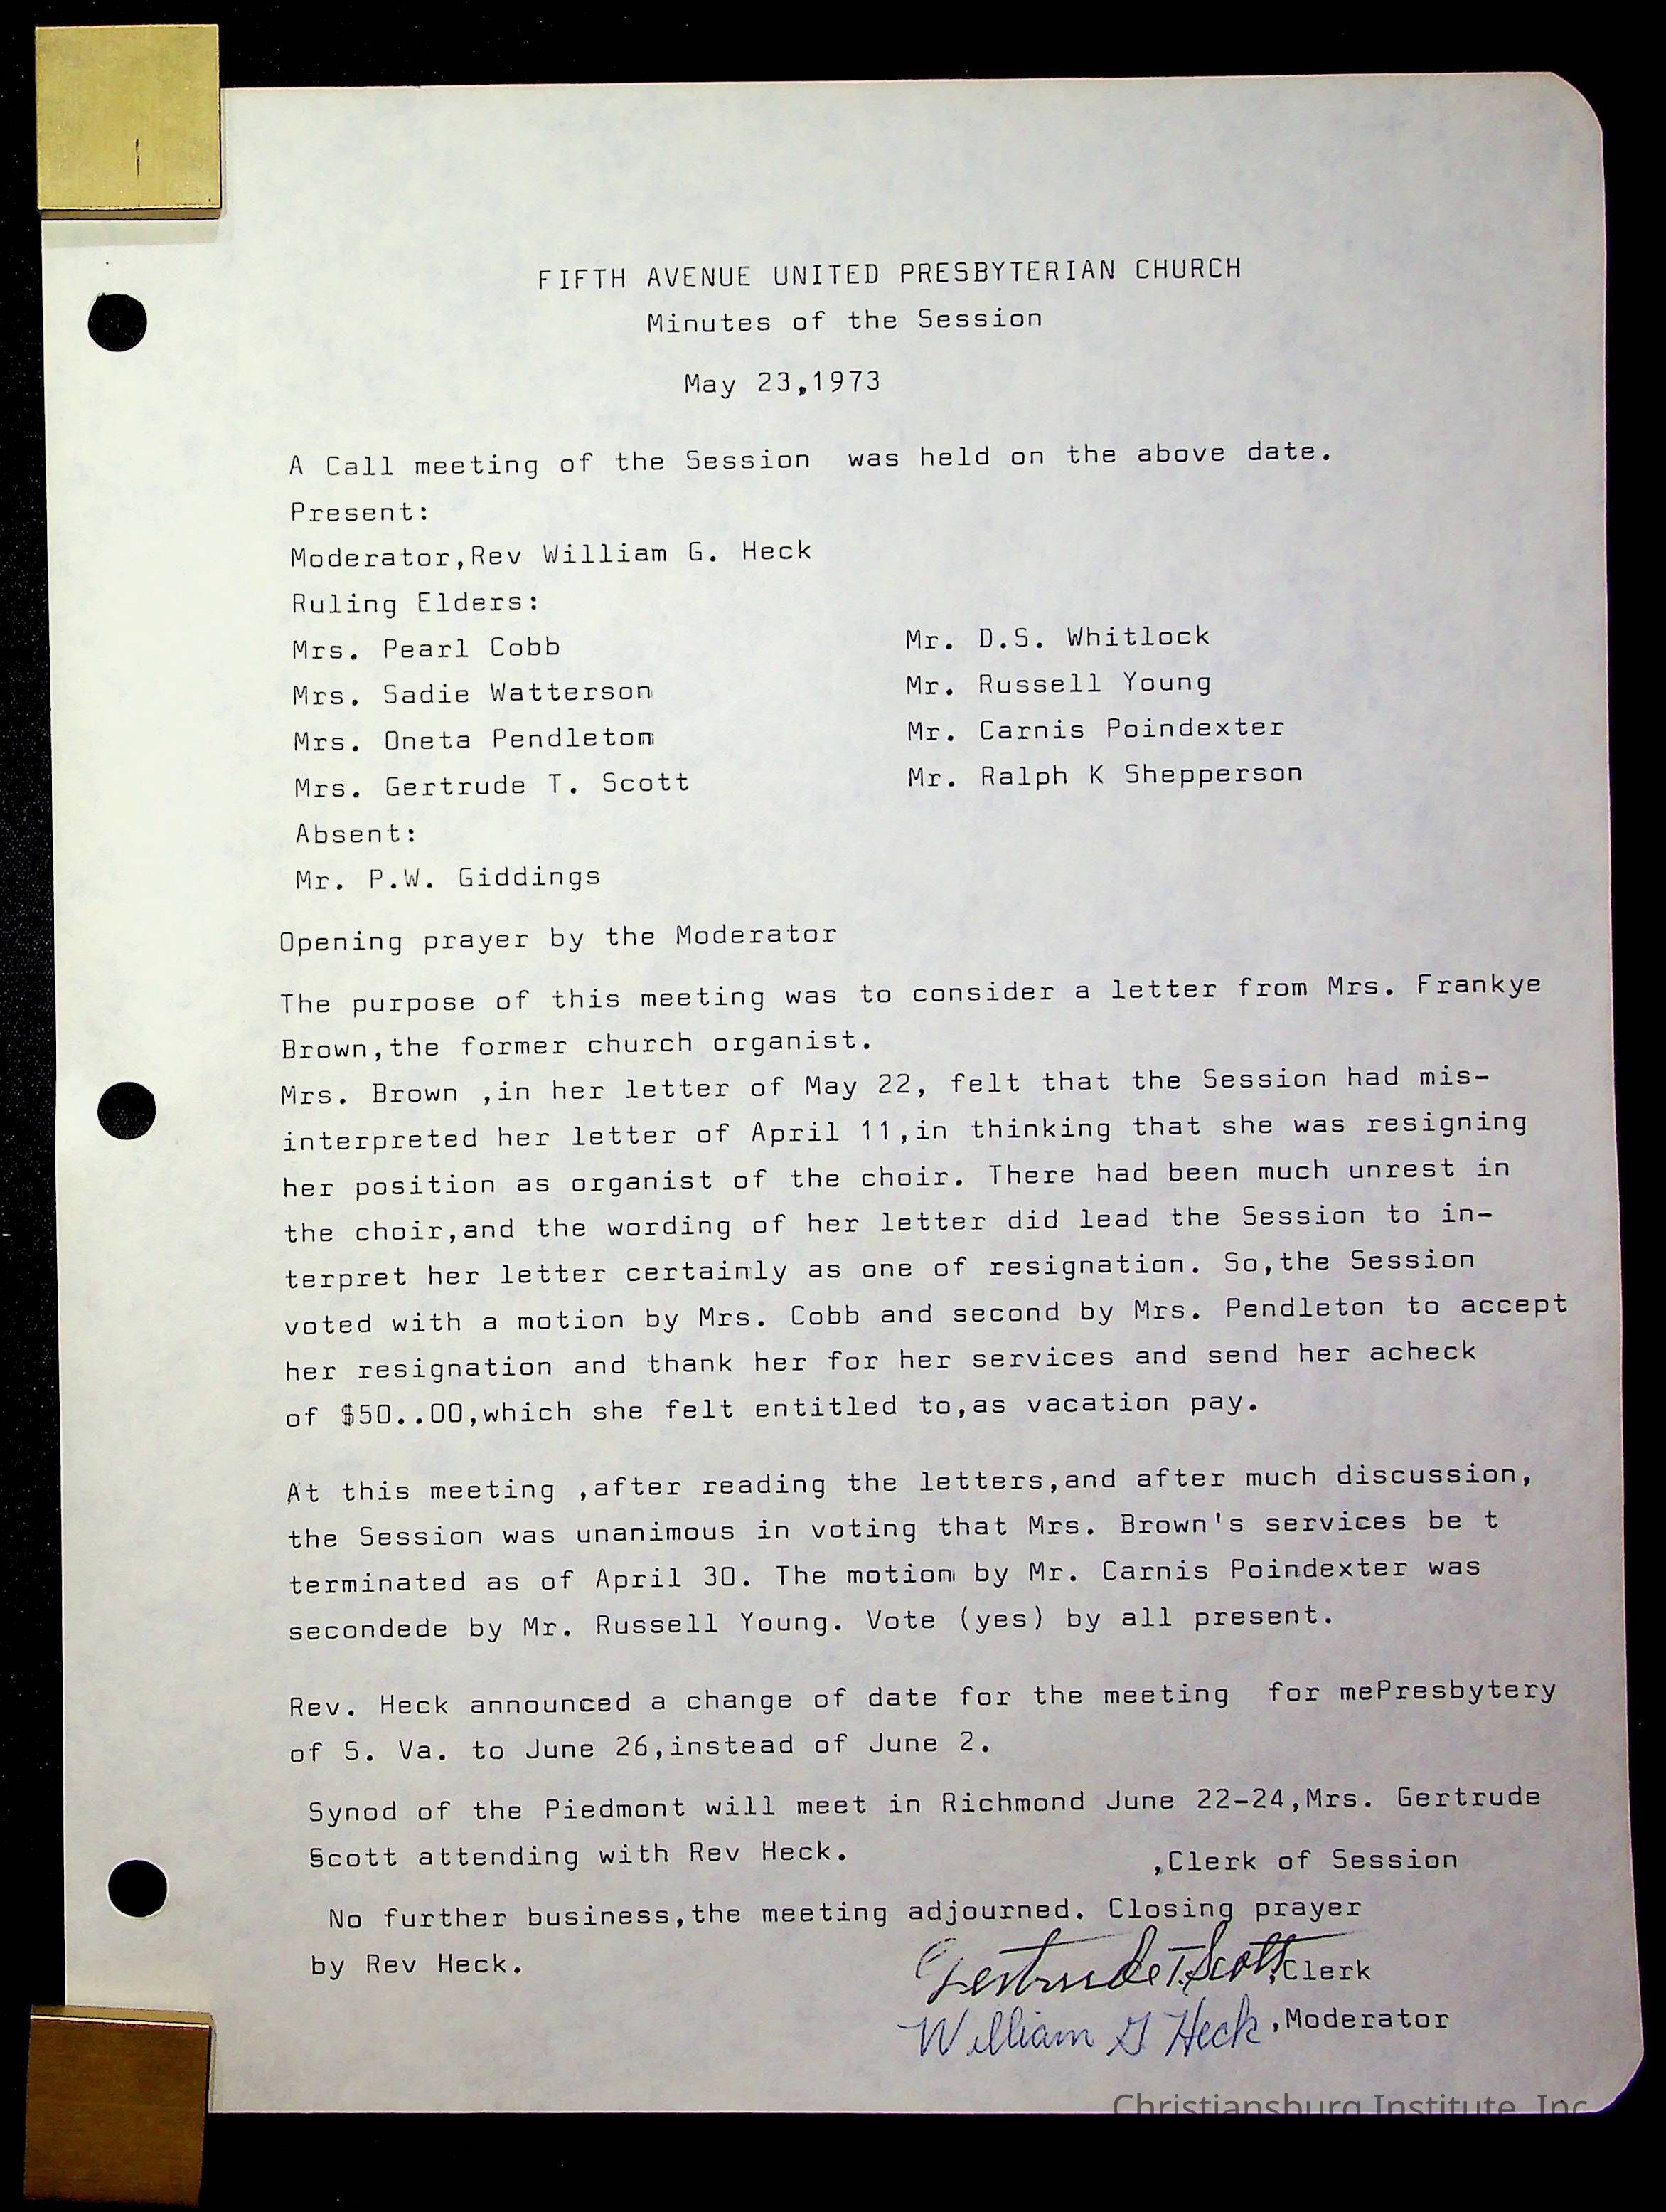 FIFTH AVENUE UNITED PRESBYTERIAN CHURCH
Minutes of the Session
May 23,1973
A Call meeting of the Session  was held on the above date.
Present:
Moderator,Rev William G. Heck
Ruling Elders:
Mrs. Pearl Cobb    Mr. D.S. Whitlock
Mrs. Sadie Watterson    Mr. Russell Young
Mrs. Oneta Pendleton    Mr. Carnis Poindexter
Mrs. Gertrude T. Scott    Mr. Ralph K Shepperson
Absent:
Mr. P.W. Giddings
Opening prayer by the Moderator
The purpose of this meeting was to consider a letter from Mrs. Frankye
Brown,the former church organist.
Mrs. Brown ,in her letter of May 22, felt that the Session had mis-
interpreted her letter of April 11,in thinking that she was resigning
her position as organist of the choir. There had been much unrest in
the choir,and the wording of her letter did lead the Session to in-
terpret her letter certainly as one of resignation. So,the Session
voted with a motion by Mrs. Cobb and second by Mrs. Pendleton to accept
her resignation and thank her for her services and send her acheck
of $50..00,which she felt entitled to,as vacation pay.
At this meeting ,after reading the letters,and after much discussion,
the Session was unanimous in voting that Mrs. Brown's services be t
terminated as of April 30. The motion by Mr. Carnis Poindexter was
secondede by Mr. Russell Young. Vote (yes) by all present.
Rev. Heck announced a change of date for the meeting  for mePresbytery
of S. Va. to June 26,instead of June 2.
Synod of the Piedmont will meet in Richmond June 22-24,Mrs. Gertrude
Scott attending with Rev Heck.    ,Clerk of Session
No further business,the meeting adjourned. Closing prayer
by Rev Heck.    Gertrude T. Scott,Clerk
William G Heck ,Moderator
Christiansburg Institute, Inc